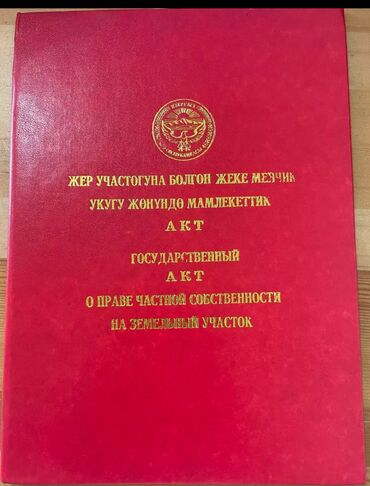 ЖЕР УЧАСТОГУНА БОЛГОН ЖЕКЕ МЕНЧИК
УКУГУ ЖӨНҮНДӨ МАМЛЕКЕТТИК
АКТ
ГОСУДАРСТВЕННЫЙ
АКТ
О ПРАВЕ ЧАСТНОЙ СОБСТВЕННОСТИ
НА ЗЕМЕЛЬНЫЙ УЧАСТОК